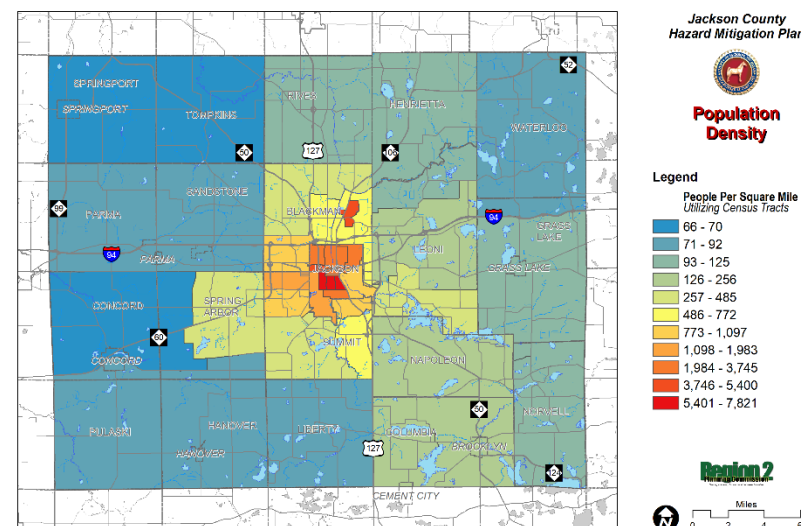 Jackson County
Hazard Mitigation Plan
Population
Density
Legend
People Per Square Mile
Utilizing Census Tracts
66 - 70
71 - 92
93 - 125
126 - 256
257 - 485
486 - 772
773 - 1,097
1,098 - 1,983
1,984 - 3,745
3,746 - 5,400
5,401 - 7,821
Region 2
Miles
0 2 4
N
SPRINGPORT
SPRINGPORT
TOMPKINS
RIVES
HENRIETTA
WATERLOO
52
50
127
106
99
PARMA
SANDSTONE
BLACKMAN
94
GRASS
LAKE
94
PARMA
JACKSON
LEONI
GRASS LAKE
CONCORD
SPRING
ARBOR
60
CONCORD
SUMMIT
NAPOLEON
PULASKI
HANOVER
HANOVER
LIBERTY
COLUMBIA
50
NORVELL
BROOKLYN
127
124
CEMENT CITY